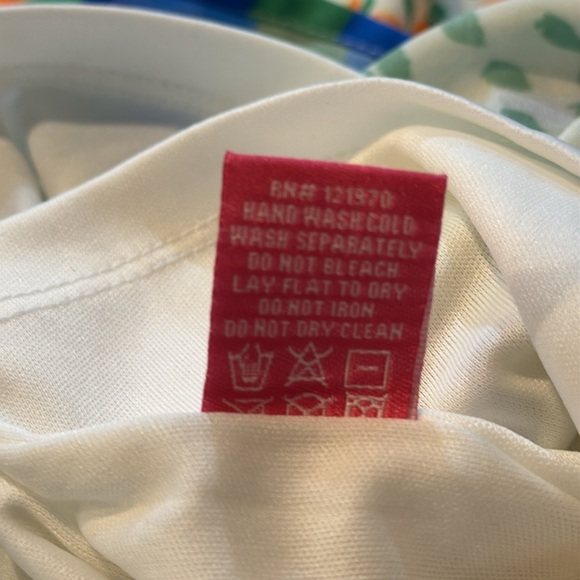 RN# 121970
HAND WASH COLD
WASH SEPARATELY
DO NOT BLEACH
LAY FLAT TO DRY
DO NOT IRON
DO NOT DRY CLEAN